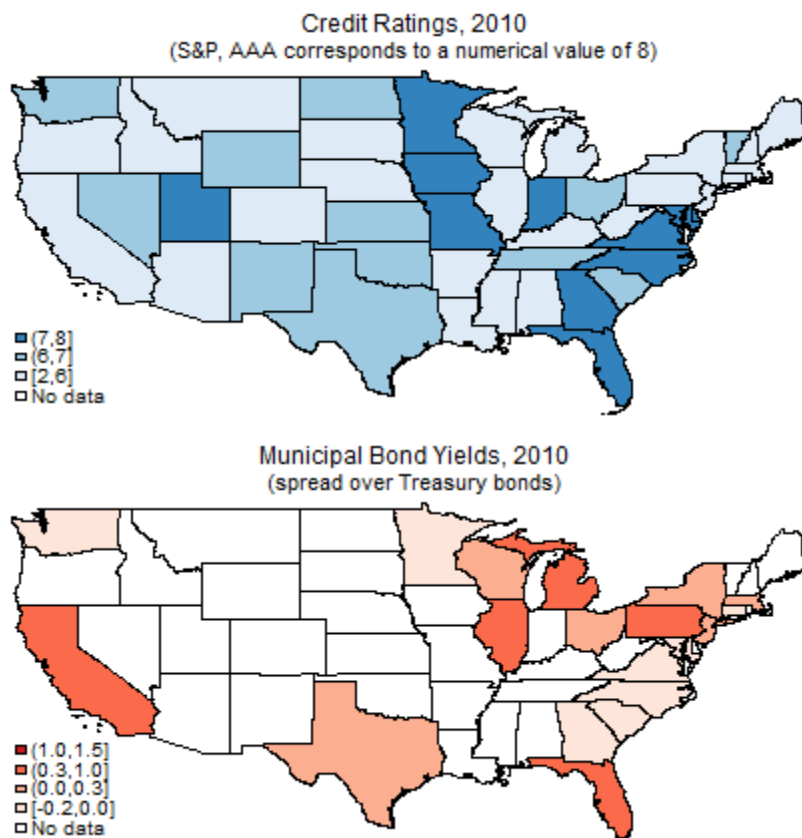 Credit Ratings, 2010
(S&P, AAA corresponds to a numerical value of 8)
(7,8]
(6,7]
[2,6]
No data
Municipal Bond Yields, 2010
(spread over Treasury bonds)
(1.0,1.5]
(0.3,1.0]
(0.0,0.3]
[-0.2,0.0]
No data